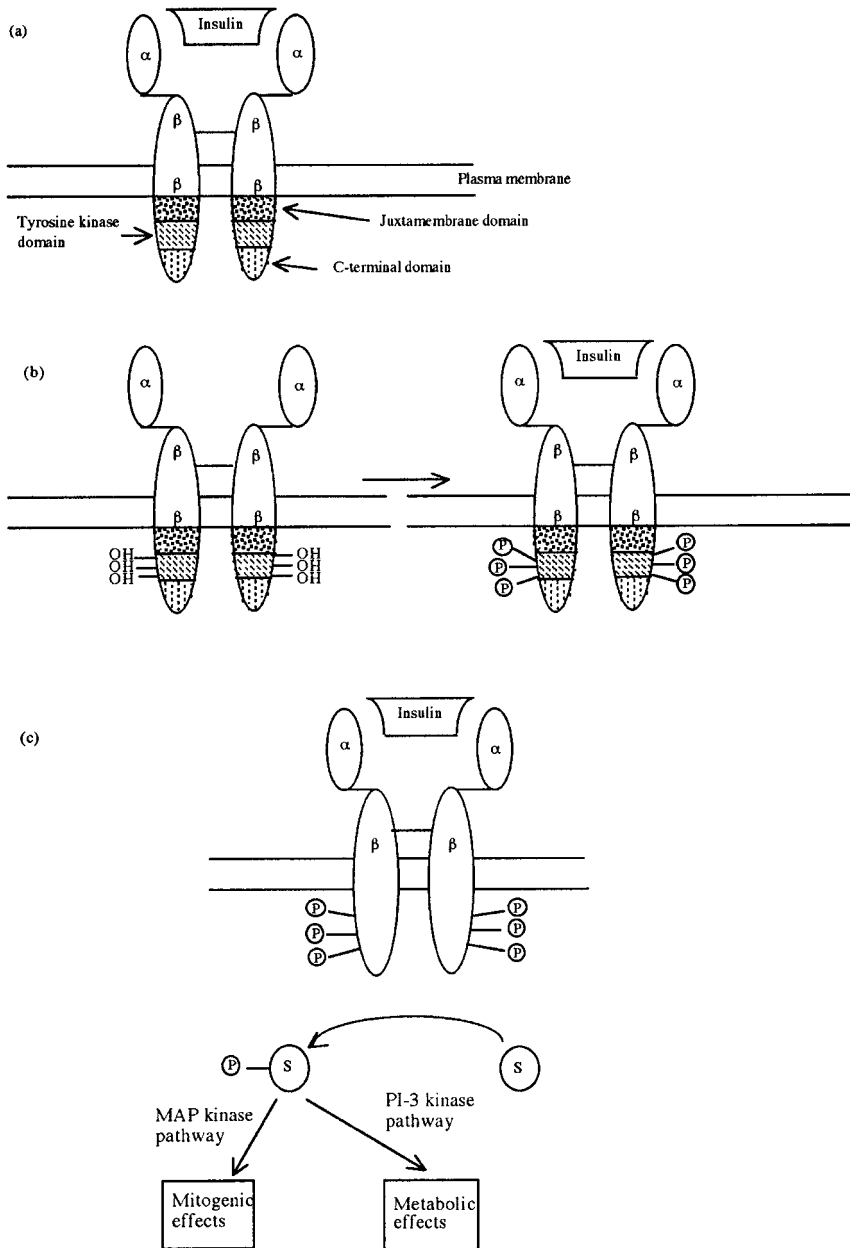 (a)
Insulin
α
α
β
β
β
β
Plasma membrane
Tyrosine kinase
domain
Juxtamembrane domain
C-terminal domain
(b)
α
α
β
β
β
β
OH
OH
OH
OH
OH
OH
Insulin
α
α
β
β
β
β
P
P
P
P
P
P
(c)
Insulin
α
α
β
β
P
P
P
P
P
P
P
S
S
MAP kinase
pathway
PI-3 kinase
pathway
Mitogenic
effects
Metabolic
effects